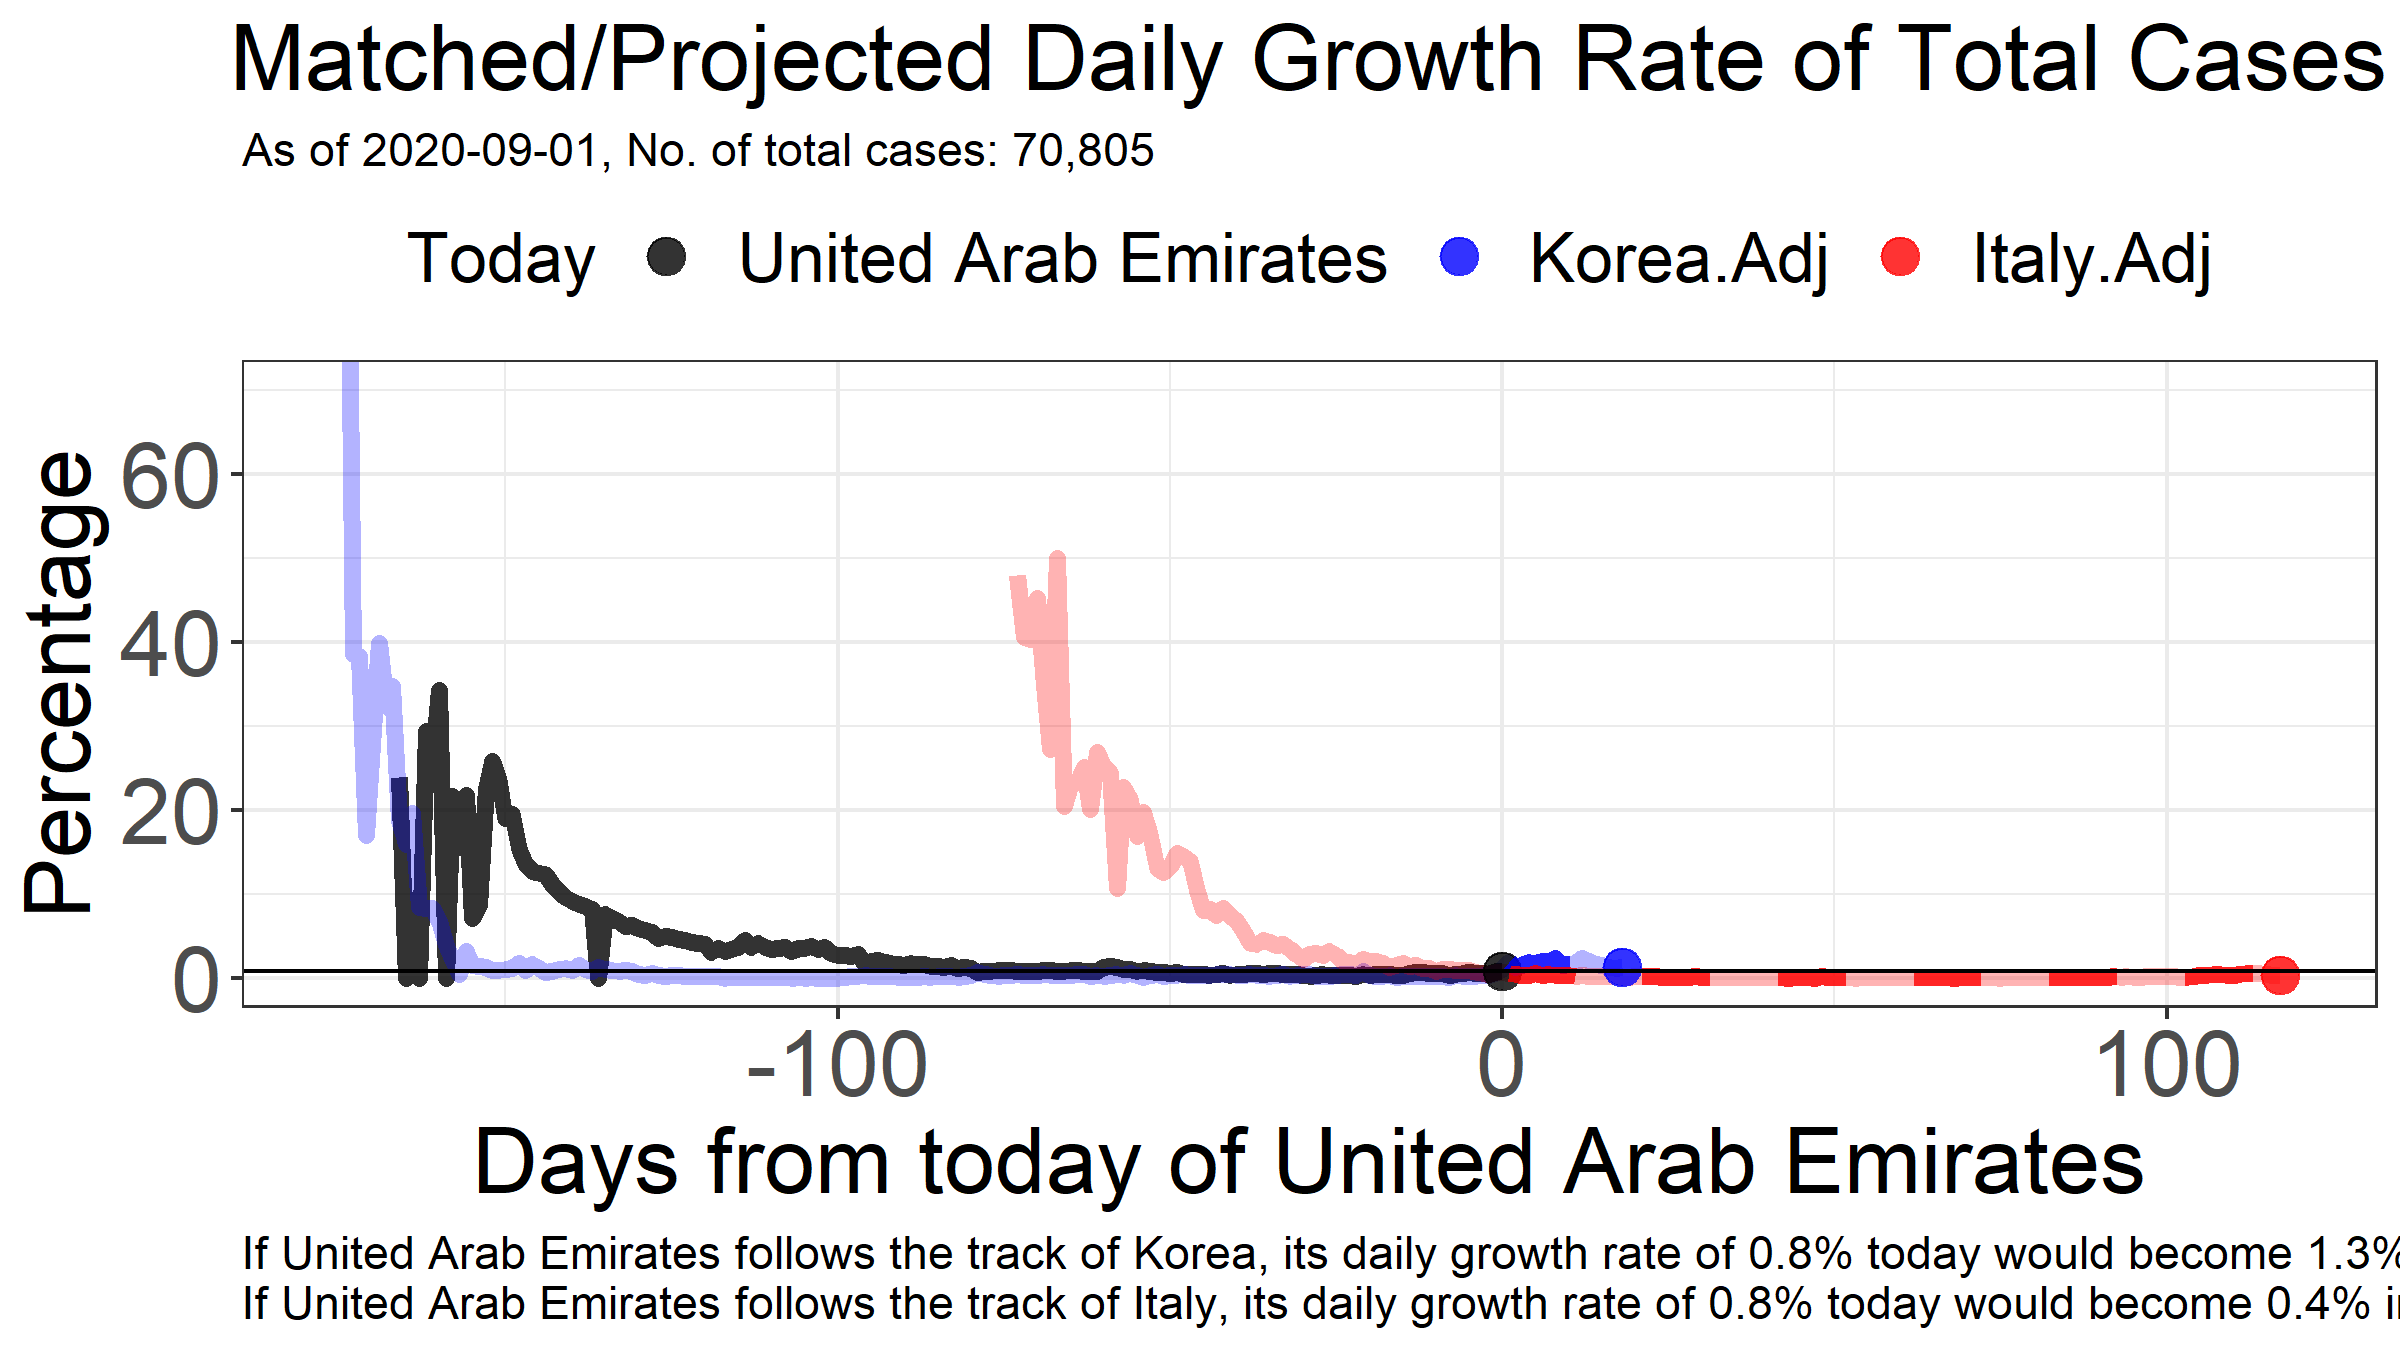 Matched/Projected Daily Growth Rate of Total Cases
As of 2020-09-01, No. of total cases: 70,805
Today United Arab Emirates Korea.Adj Italy.Adj
Percentage
60
40
20
0
-100 0 100
Days from today of United Arab Emirates
If United Arab Emirates follows the track of Korea, its daily growth rate of 0.8% today would become 1.3%
If United Arab Emirates follows the track of Italy, its daily growth rate of 0.8% today would become 0.4%